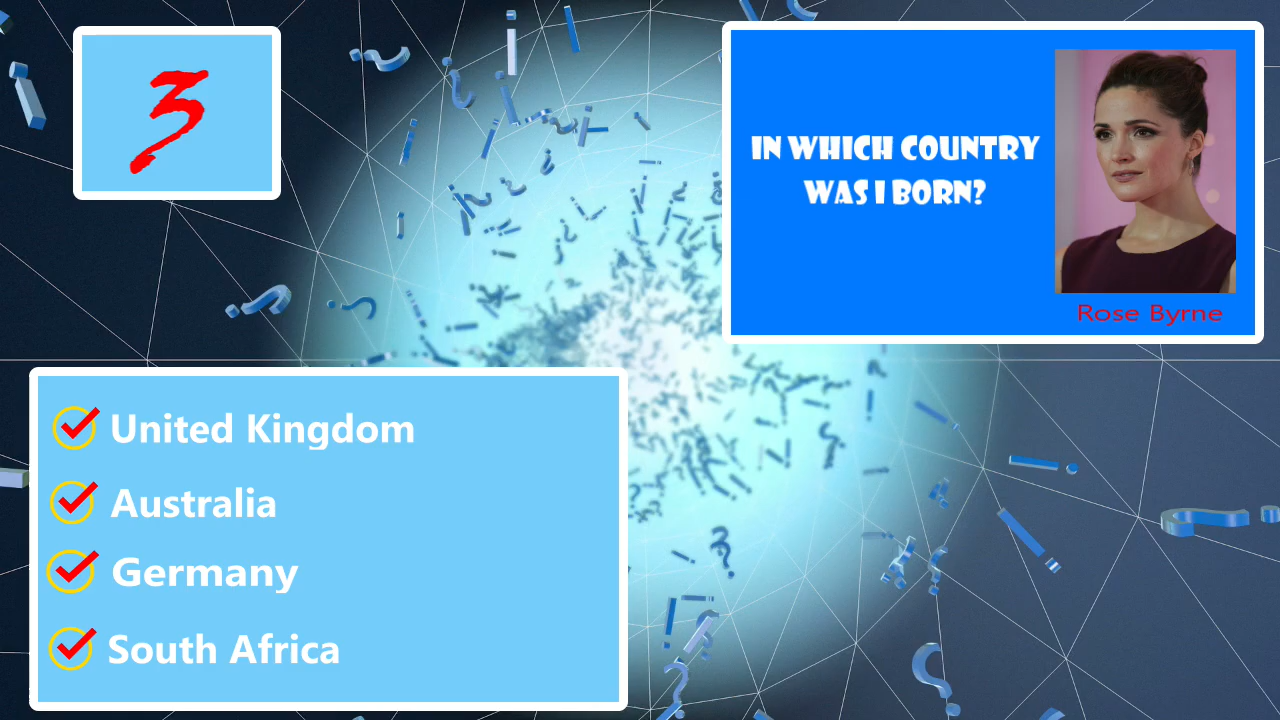 3
IN WHICH COUNTRY
WAS I BORN?
Rose Byrne
United Kingdom
Australia
Germany
South Africa